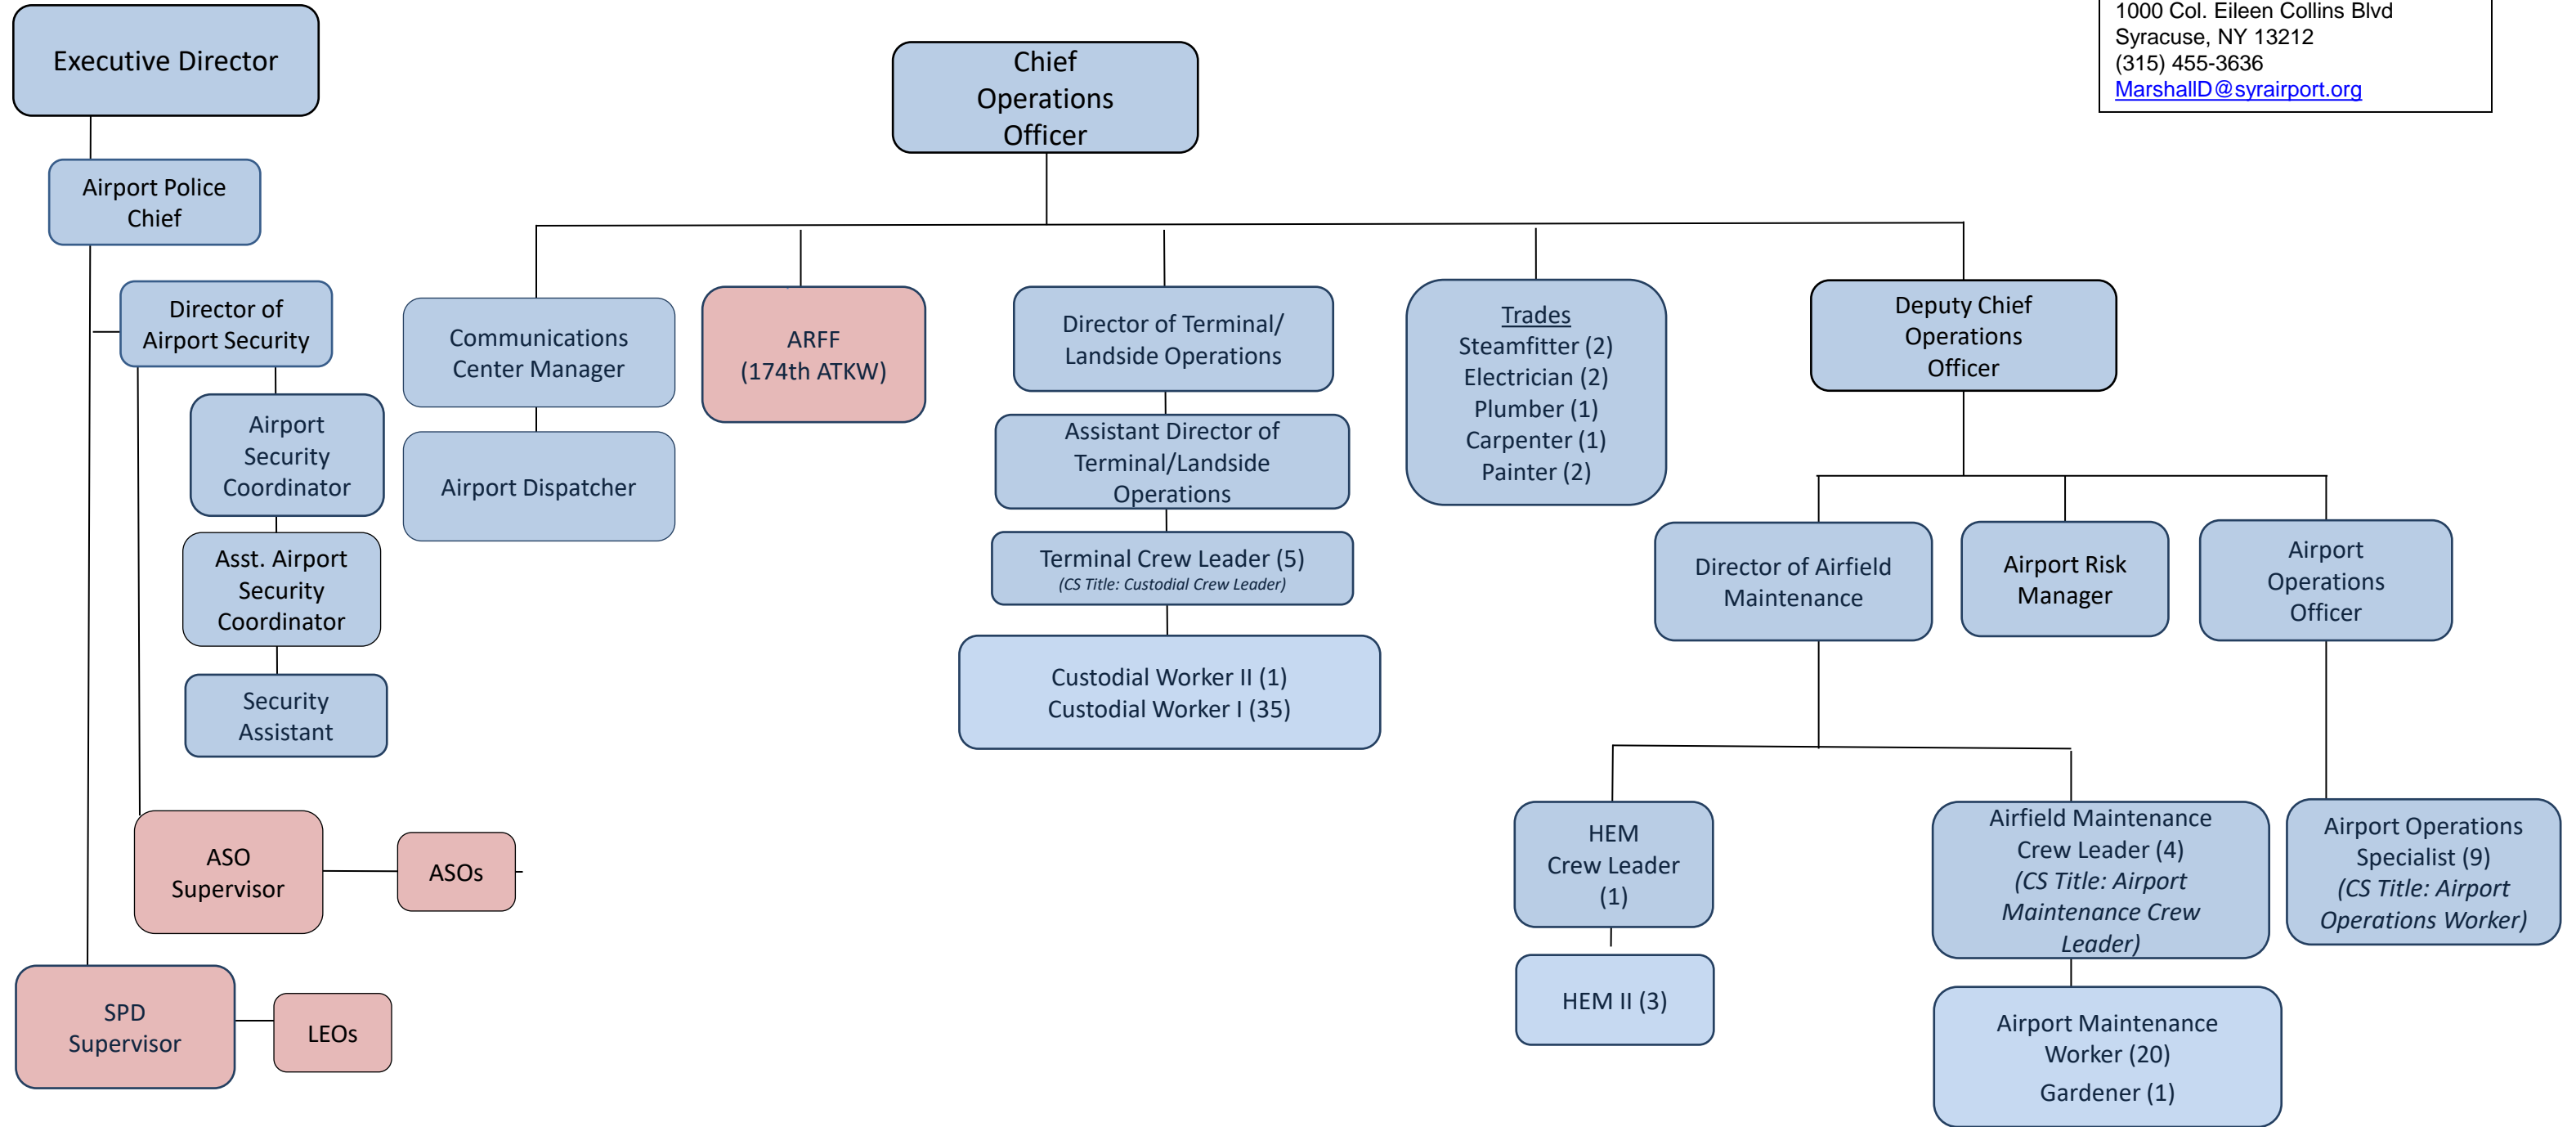 1000 Col. Eileen Collins Blvd
Syracuse, NY 13212
(315) 455-3636
MarshallD@syrairport.org
Executive Director
Chief
Operations
Officer
Airport Police
Chief
Director of
Airport Security
Airport
Security
Coordinator
Asst. Airport
Security
Coordinator
Security
Assistant
ASO
Supervisor
ASOs
SPD
Supervisor
LEOs
Communications
Center Manager
Airport Dispatcher
ARFF
(174th ATKW)
Director of Terminal/
Landside Operations
Assistant Director of
Terminal/Landside
Operations
Terminal Crew Leader (5)
(CS Title: Custodial Crew Leader)
Custodial Worker II (1)
Custodial Worker I (35)
Trades
Steamfitter (2)
Electrician (2)
Plumber (1)
Carpenter (1)
Painter (2)
Deputy Chief
Operations
Officer
Director of Airfield
Maintenance
Airport Risk
Manager
Airport
Operations
Officer
HEM
Crew Leader
(1)
HEM II (3)
Airfield Maintenance
Crew Leader (4)
(CS Title: Airport
Maintenance Crew
Leader)
Airport Maintenance
Worker (20)
Gardener (1)
Airport Operations
Specialist (9)
(CS Title: Airport
Operations Worker)